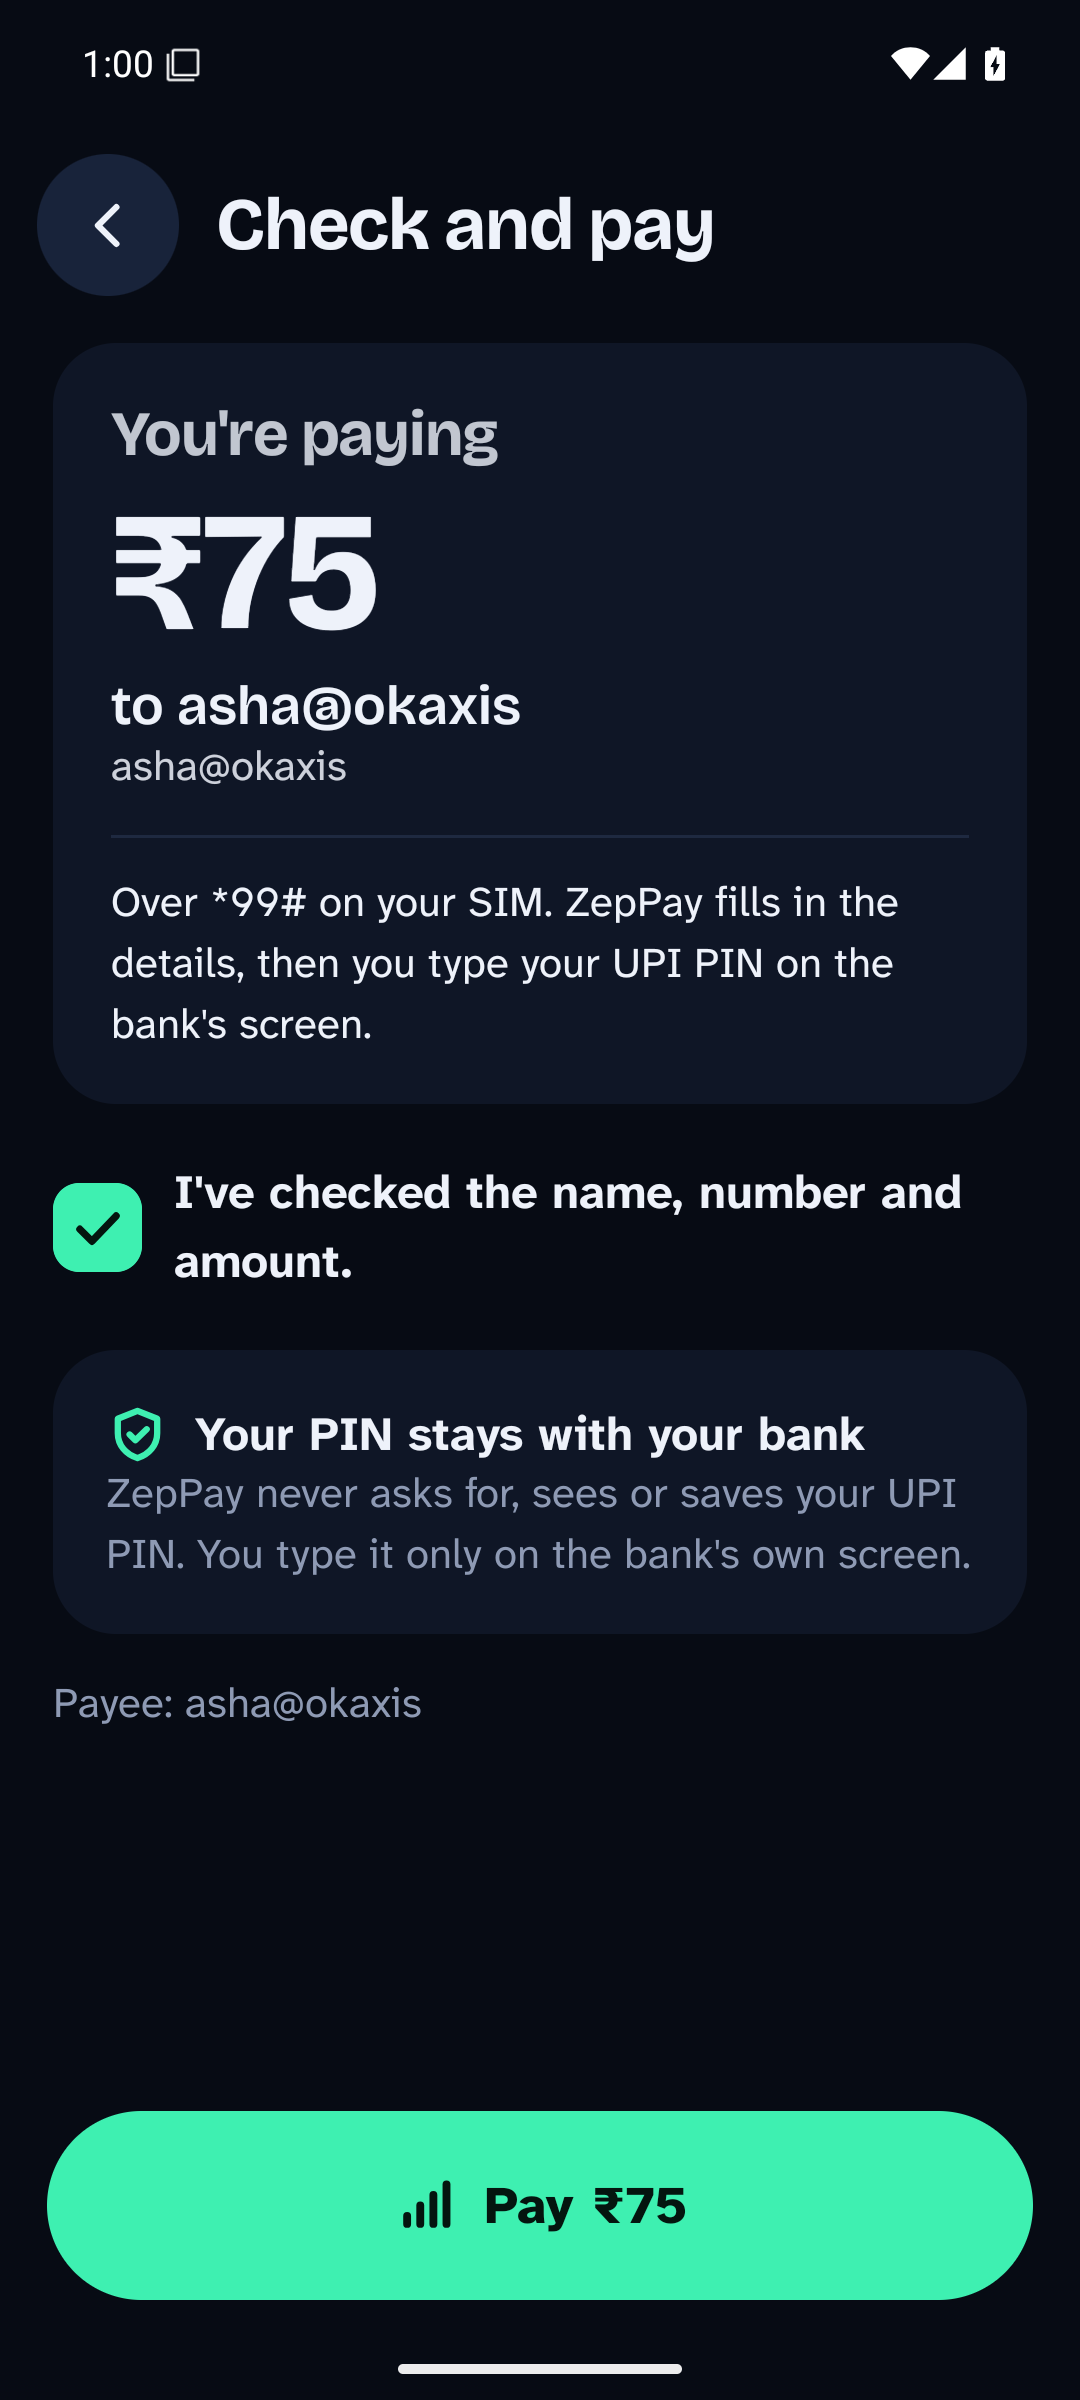 1:00
Check and pay
You're paying
₹75
to asha@okaxis
asha@okaxis
Over *99# on your SIM. ZepPay fills in the
details, then you type your UPI PIN on the
bank's screen.
I've checked the name, number and
amount.
Your PIN stays with your bank
ZepPay never asks for, sees or saves your UPI
PIN. You type it only on the bank's own screen.
Payee: asha@okaxis
Pay ₹75